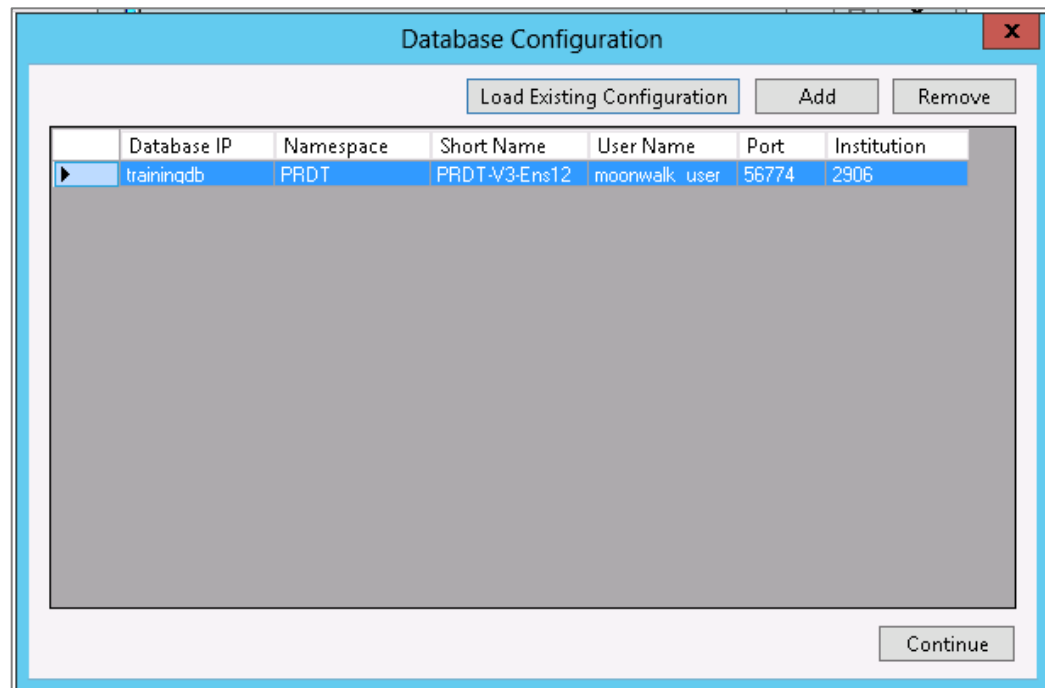 Database Configuration
x
Load Existing Configuration Add Remove
Database IP Namespace Short Name User Name Port Institution
trainingdb PRDT PRDT-V3-Ens12 moonwalk_user 56774 2906
Continue